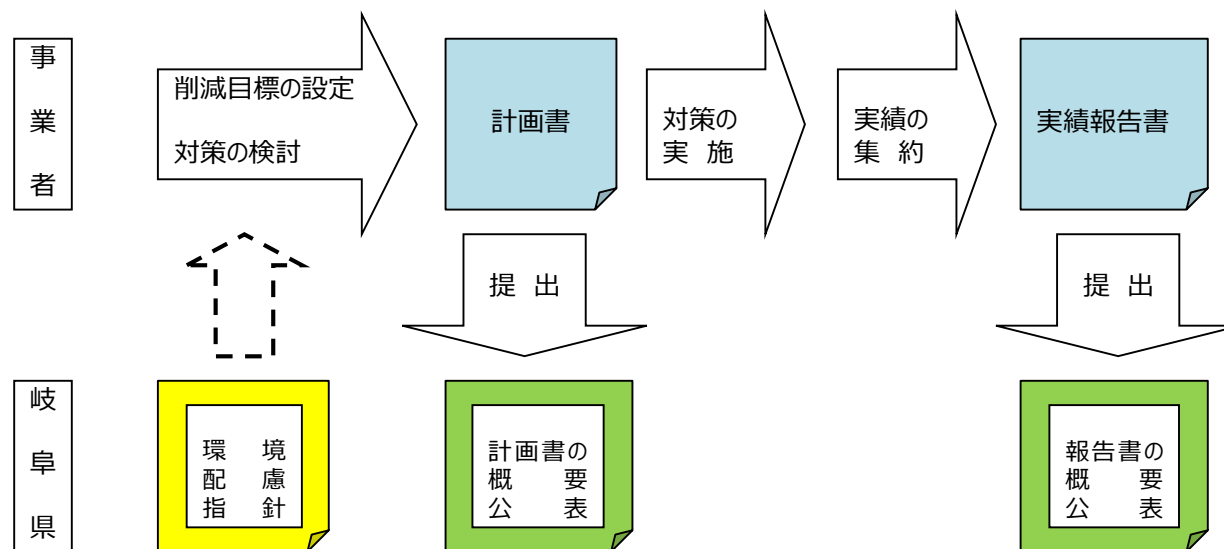 事業者
削減目標の設定
対策の検討
計画書
対策の
実施
実績の
集約
実績報告書
提出
提出
岐阜県
環境
配慮
指針
計画書の
概要
公表
報告書の
概要
公表